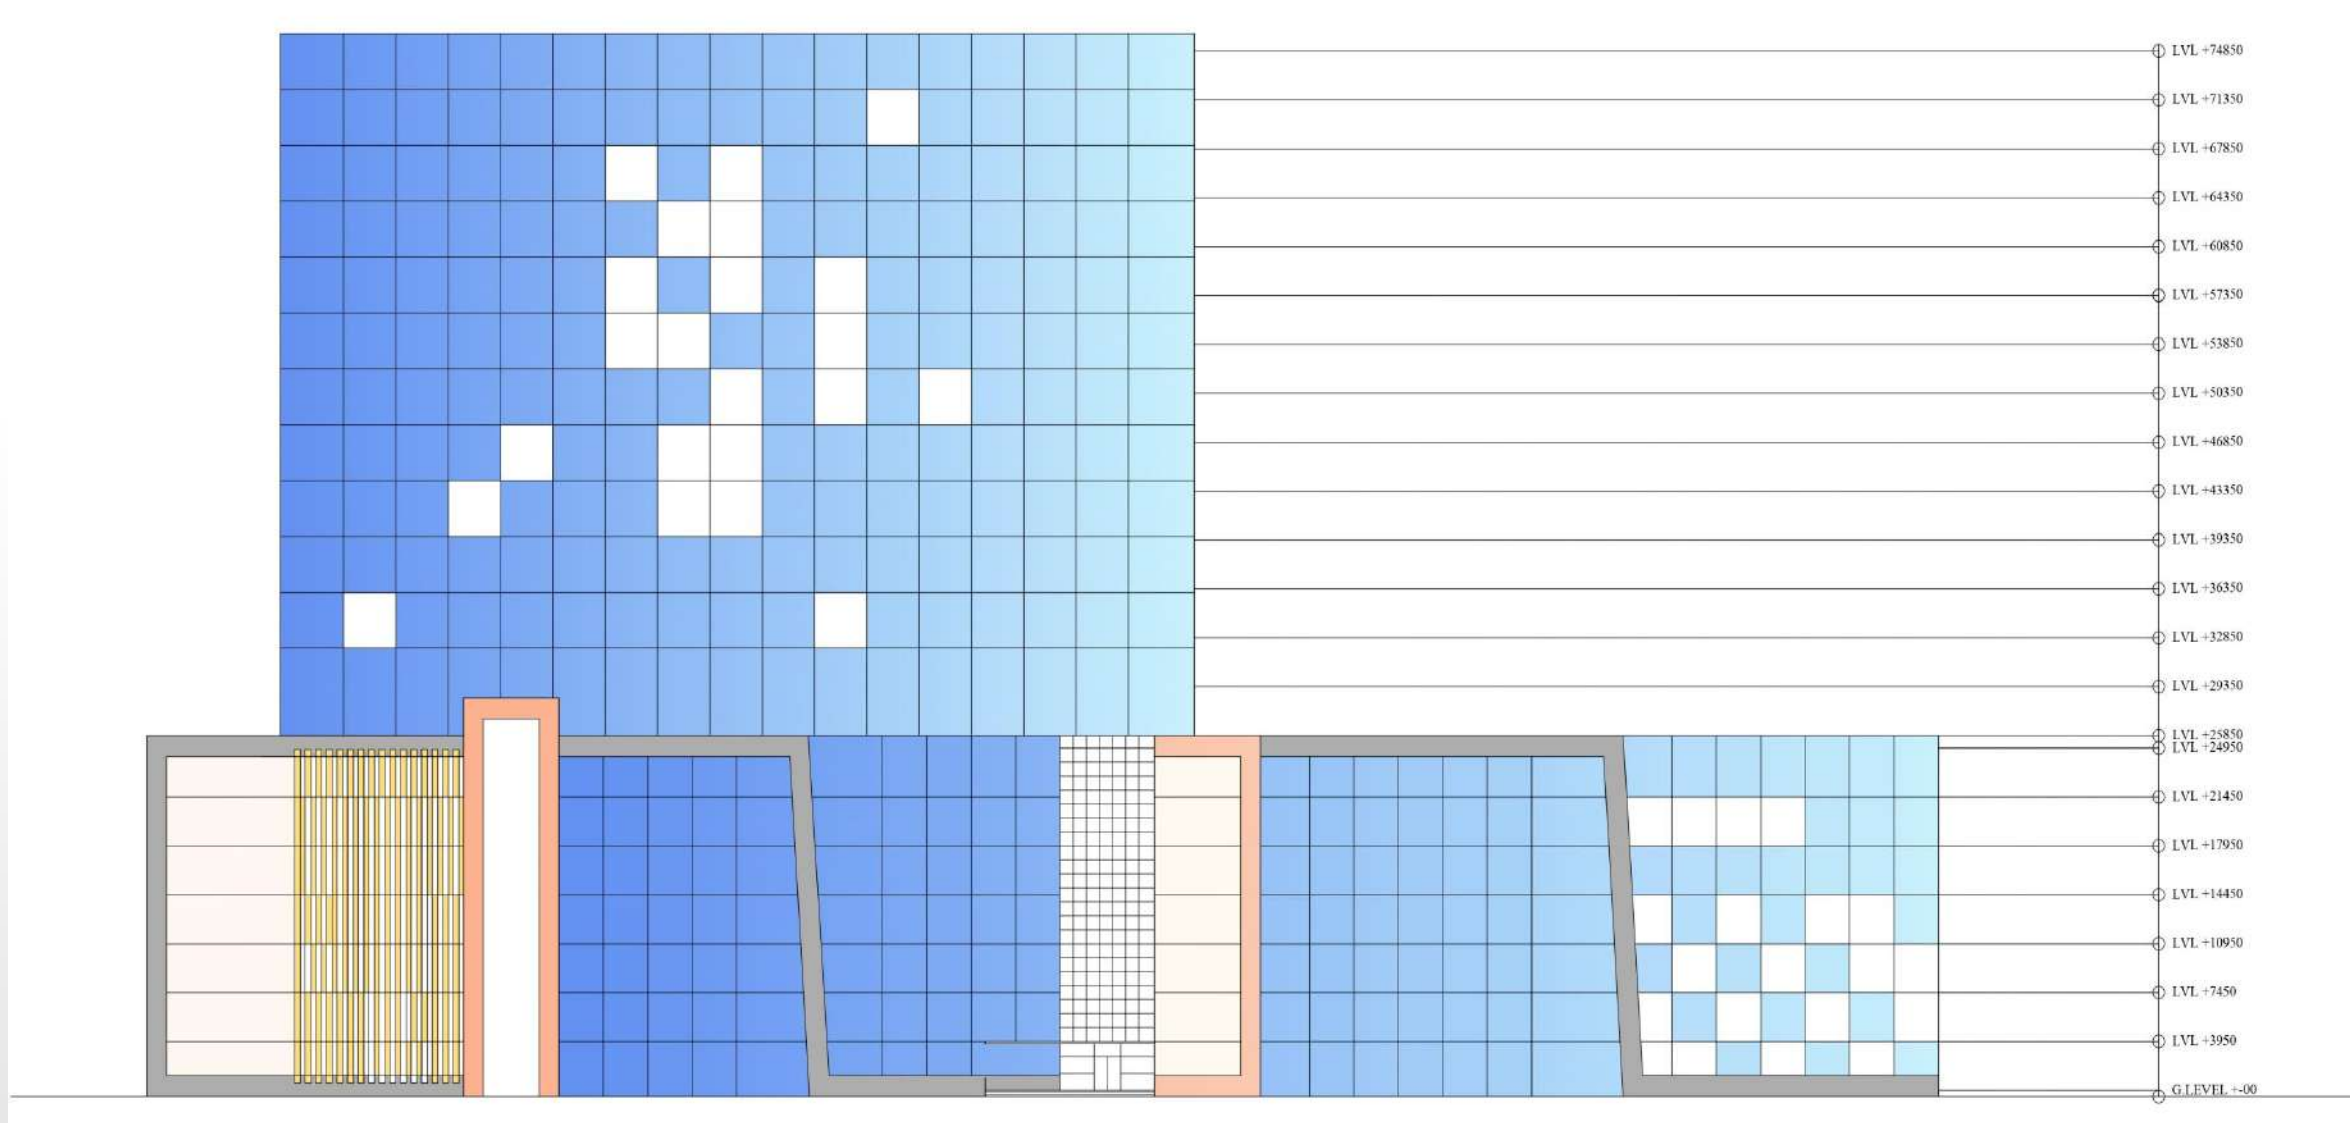 LVL +74850
LVL +71350
LVL +67850
LVL +64350
LVL +60850
LVL +57350
LVL +53850
LVL +50350
LVL +46850
LVL +43350
LVL +39350
LVL +36350
LVL +32850
LVL +29350
LVL +25850
LVL +24950
LVL +21450
LVL +17950
LVL +14450
LVL +10950
LVL +7450
LVL +3950
G.LEVEL +-00